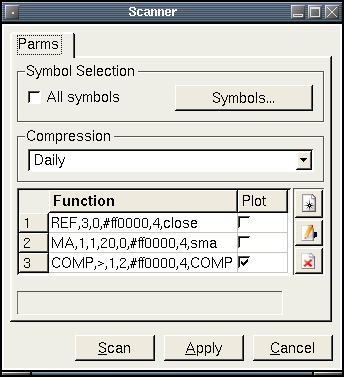 Scanner
Parms
Symbol Selection
All symbols
Symbols...
Compression
Daily
Function Plot
1 REF,3,0,#ff0000,4,close
2 MA,1,1,20,0,#ff0000,4,sma
3 COMP,>,1,2,#ff0000,4,COMP
Scan Apply Cancel